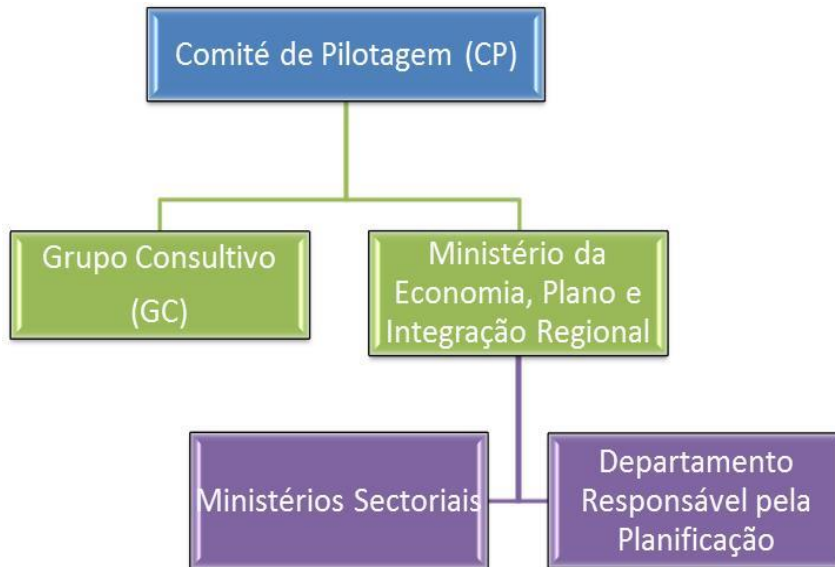 Comité de Pilotagem (CP)
Grupo Consultivo
(GC)
Ministério da
Economia, Plano e
Integração Regional
Ministérios Sectoriais
Departamento
Responsável pela
Planificação